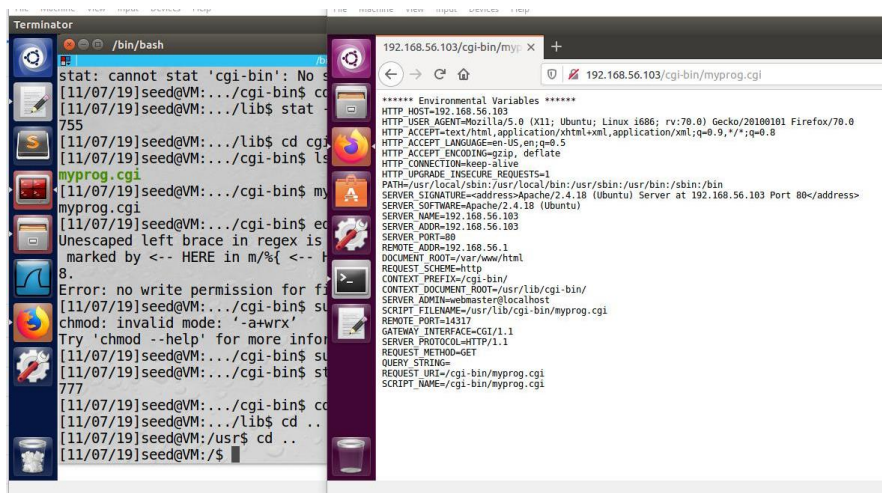 Terminator
/bin/bash
stat: cannot stat 'cgi-bin': No
[11/07/19]seed@VM:.../cgi-bin$
[11/07/19]seed@VM:.../lib$ stat
755
[11/07/19]seed@VM:.../lib$ cd
[11/07/19]seed@VM:.../cgi-bin$
myprog.cgi
[11/07/19]seed@VM:.../cgi-bin$
myprog.cgi
[11/07/19]seed@VM:.../cgi-bin$
Unescaped left brace in regex is
marked by <-- HERE in m/%{ <--
8.
Error: no write permission for
[11/07/19]seed@VM:.../cgi-bin$
chmod: invalid mode: ‘-a+wrx’
Try 'chmod --help' for more
[11/07/19]seed@VM:.../cgi-bin$
[11/07/19]seed@VM:.../cgi-bin$
777
[11/07/19]seed@VM:.../cgi-bin$
[11/07/19]seed@VM:.../lib$ cd ..
[11/07/19]seed@VM:/usr$ cd ..
[11/07/19]seed@VM:/$
192.168.56.103/cgi-bin/myp
192.168.56.103/cgi-bin/myprog.cgi
****** Environmental Variables ******
HTTP_HOST=192.168.56.103
HTTP_USER_AGENT=Mozilla/5.0 (X11; Ubuntu; Linux i686; rv:70.0) Gecko/20100101 Firefox/70.0
HTTP_ACCEPT=text/html,application/xhtml+xml,application/xml;q=0.9,*/*;q=0.8
HTTP_ACCEPT_LANGUAGE=en-US,en;q=0.5
HTTP_ACCEPT_ENCODING=gzip, deflate
HTTP_CONNECTION=keep-alive
HTTP_UPGRADE_INSECURE_REQUESTS=1
PATH=/usr/local/sbin:/usr/local/bin:/usr/sbin:/usr/bin:/sbin:/bin
SERVER_SIGNATURE=<address>Apache/2.4.18 (Ubuntu) Server at 192.168.56.103 Port 80</address>
SERVER_SOFTWARE=Apache/2.4.18 (Ubuntu)
SERVER_NAME=192.168.56.103
SERVER_ADDR=192.168.56.103
SERVER_PORT=80
REMOTE_ADDR=192.168.56.1
DOCUMENT_ROOT=/var/www/html
REQUEST_SCHEME=http
CONTEXT_PREFIX=/cgi-bin/
CONTEXT_DOCUMENT_ROOT=/usr/lib/cgi-bin/
SERVER_ADMIN=webmaster@localhost
SCRIPT_FILENAME=/usr/lib/cgi-bin/myprog.cgi
REMOTE_PORT=14317
GATEWAY_INTERFACE=CGI/1.1
SERVER_PROTOCOL=HTTP/1.1
REQUEST_METHOD=GET
QUERY_STRING=
REQUEST_URI=/cgi-bin/myprog.cgi
SCRIPT_NAME=/cgi-bin/myprog.cgi